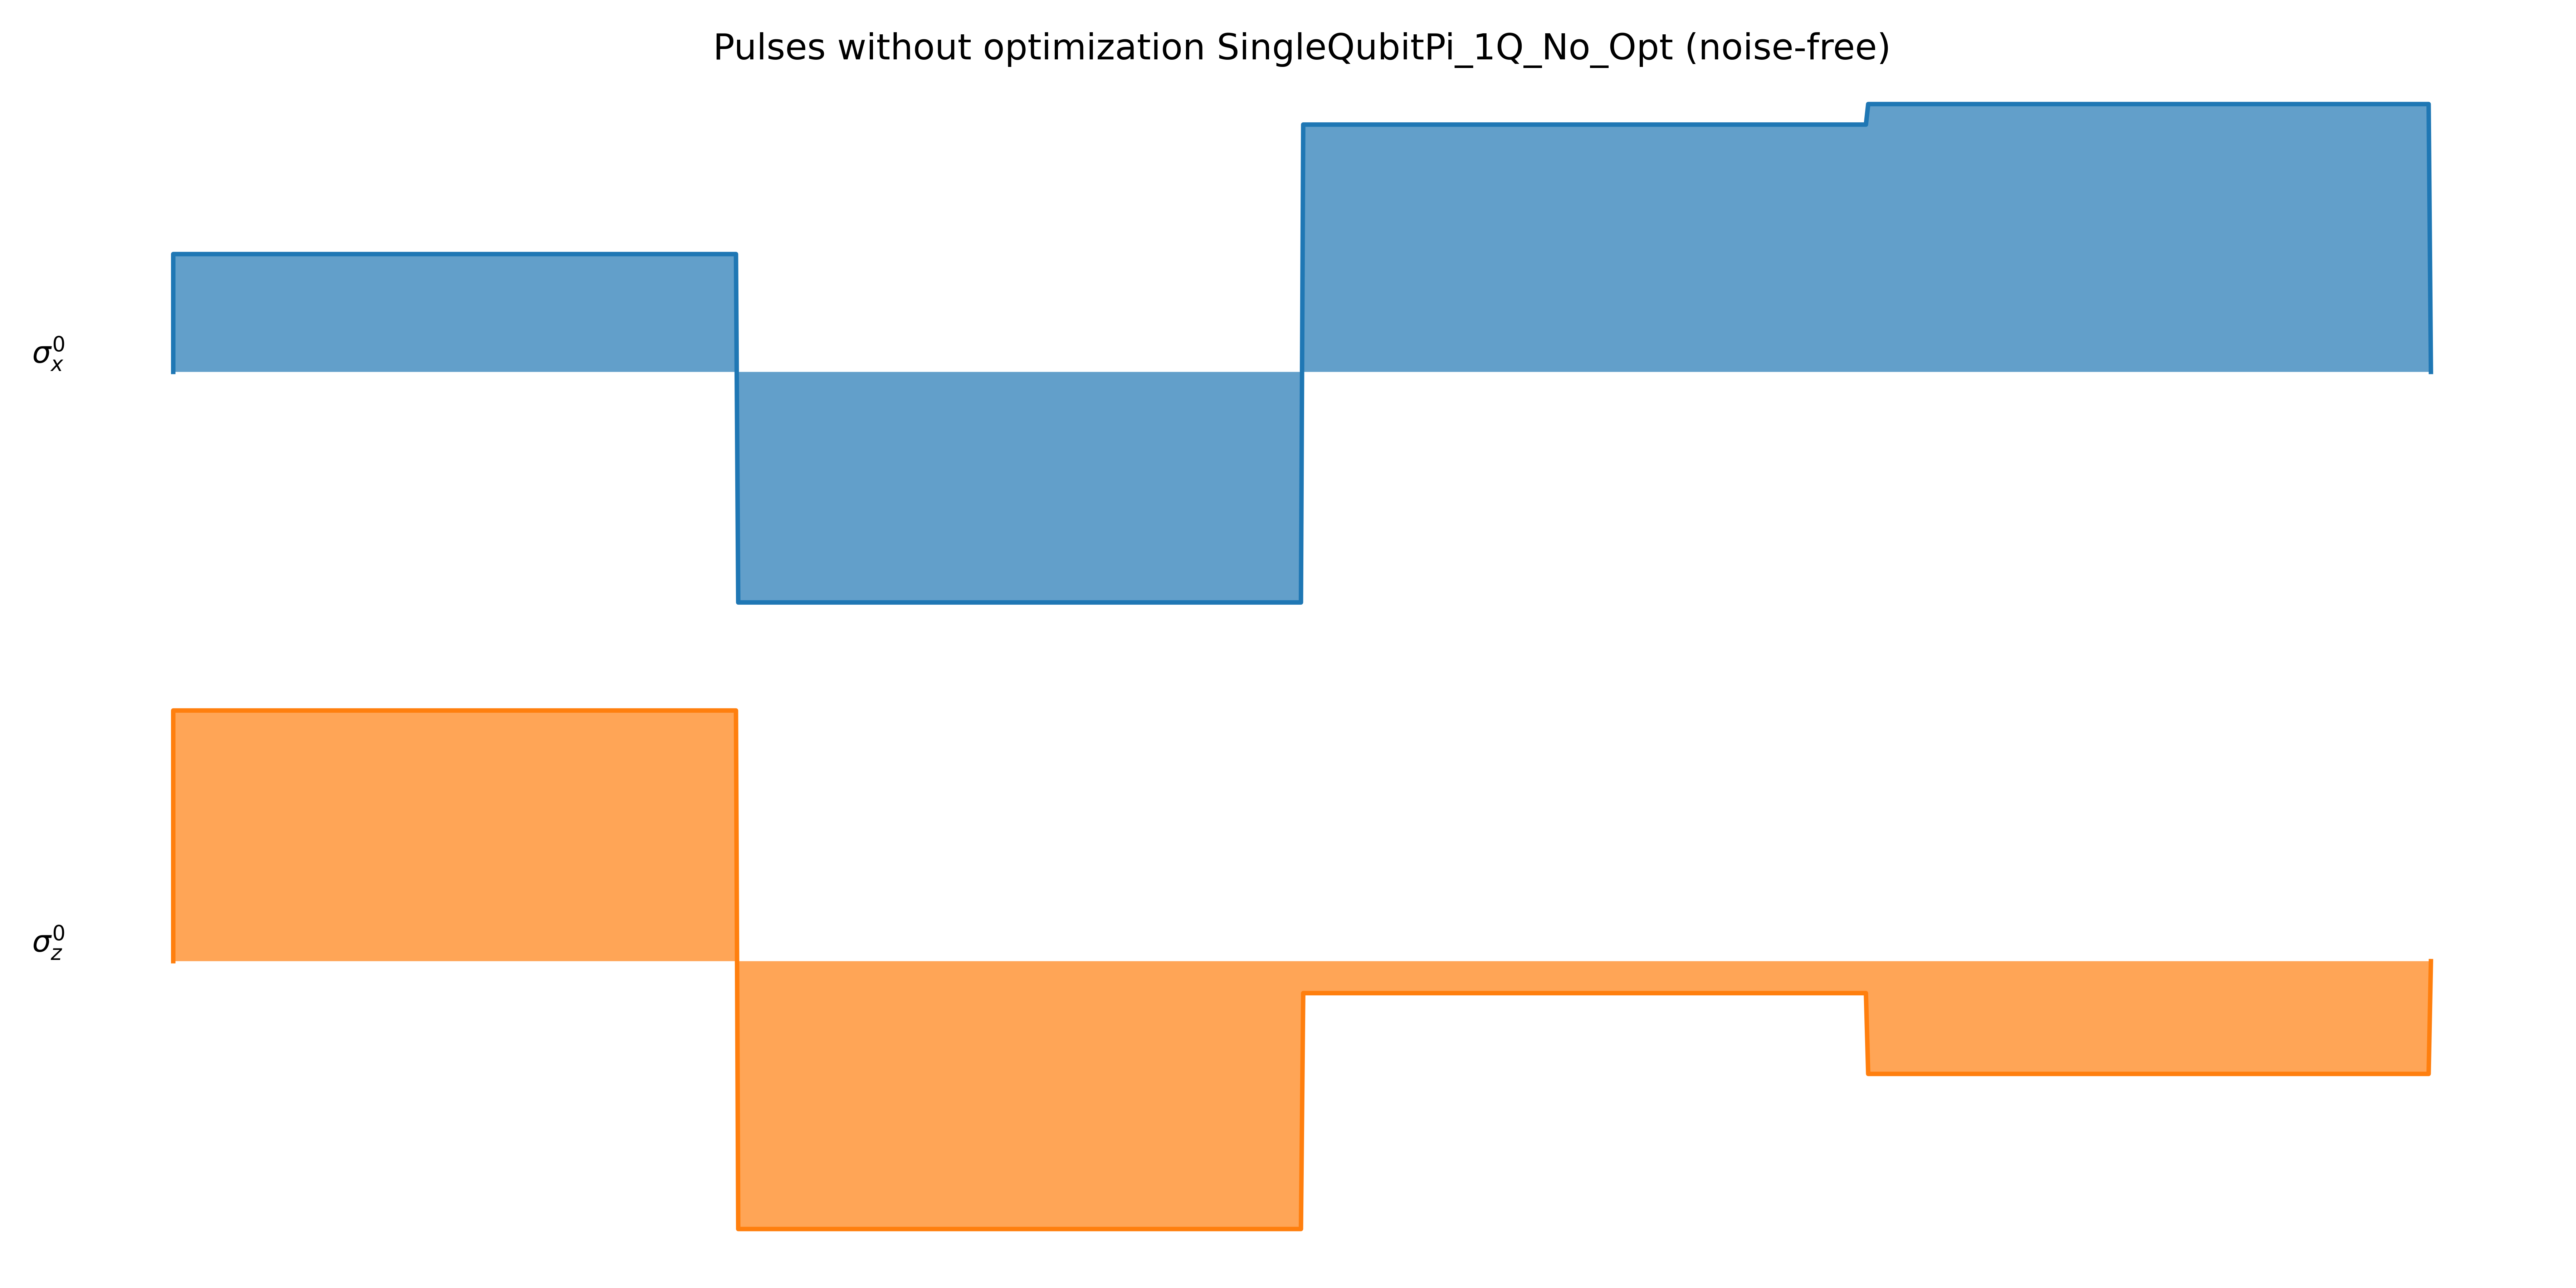 Pulses without optimization SingleQubitPi_1Q_No_Opt (noise-free)
σ_x^0
σ_z^0